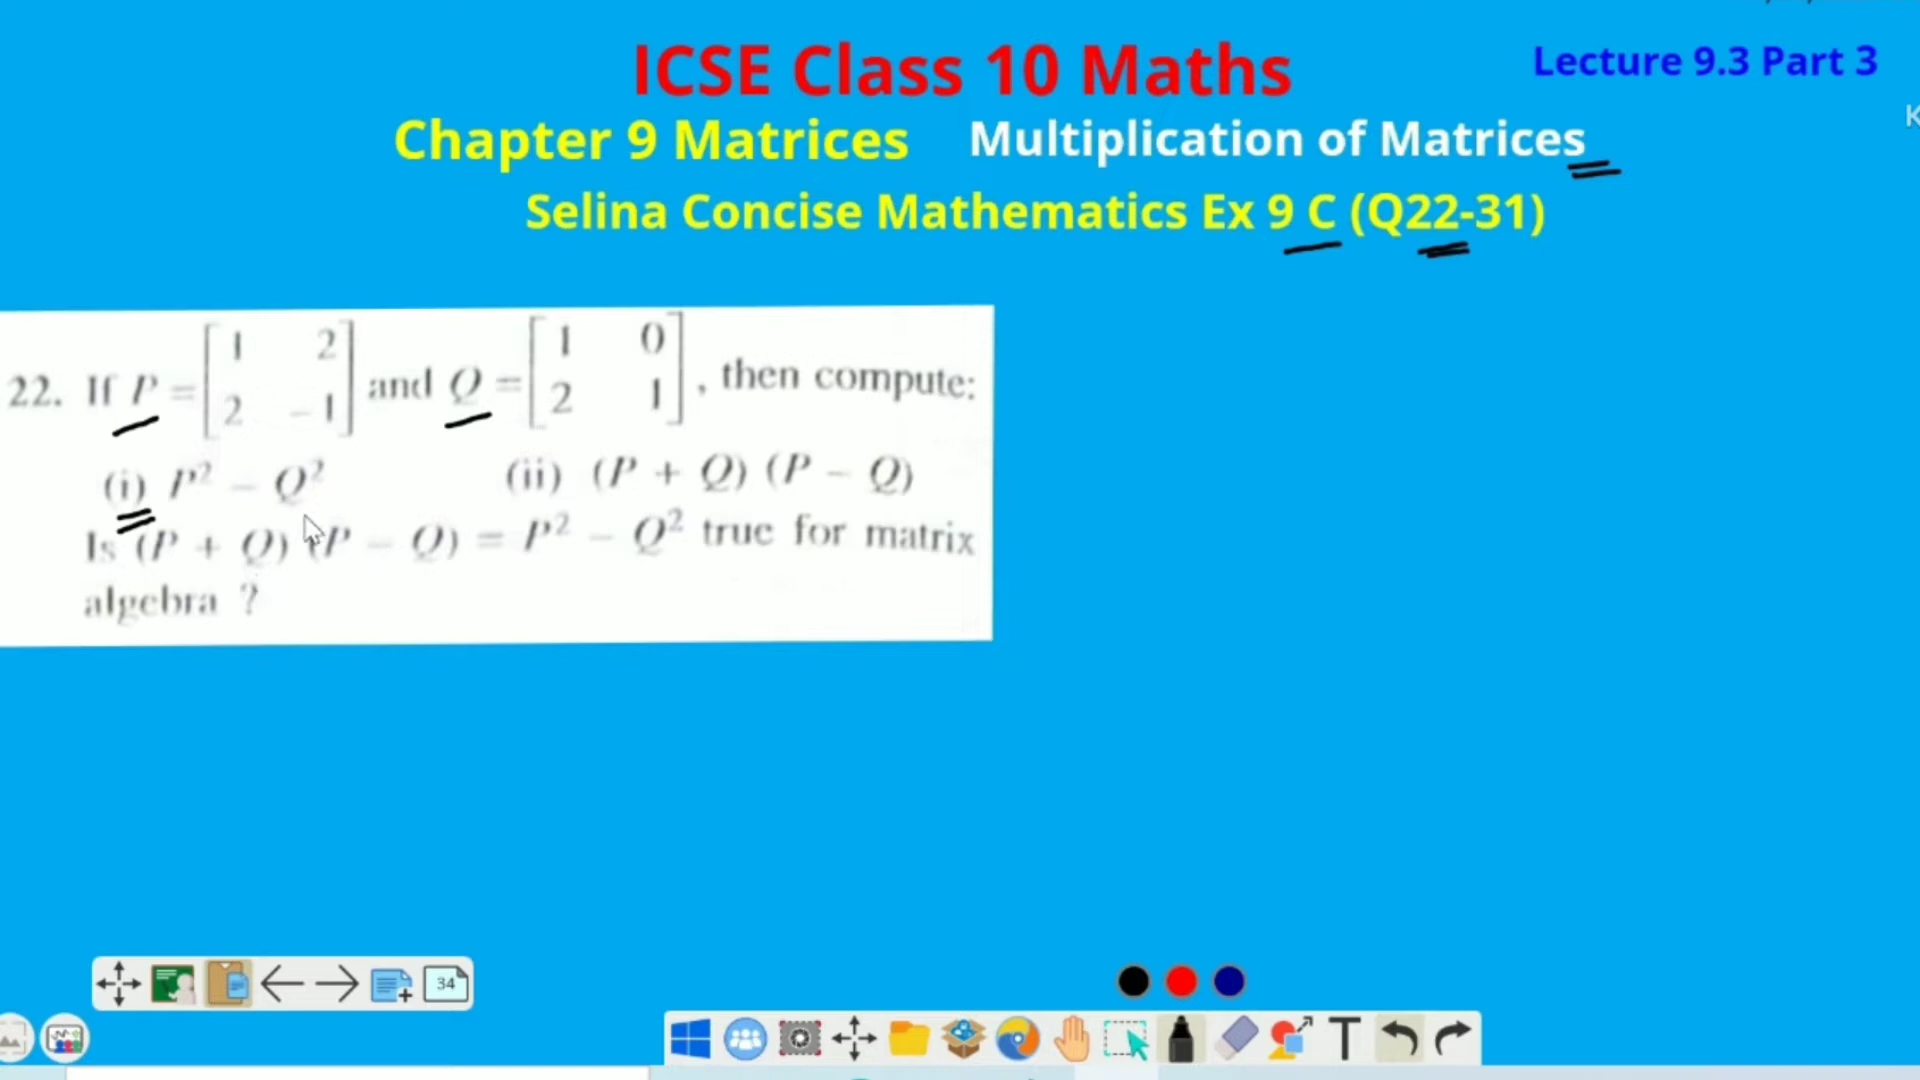 ICSE Class 10 Maths
Lecture 9.3 Part 3
K
Chapter 9 Matrices Multiplication of Matrices
Selina Concise Mathematics Ex 9 C (Q22-31)
22. If P = [1 2 2 -1] and Q = [1 0 2 1], then compute:
(i) P² - Q² (ii) (P + Q) (P - Q)
Is (P + Q) (P - Q) = P² - Q² true for matrix
algebra ?
34
T